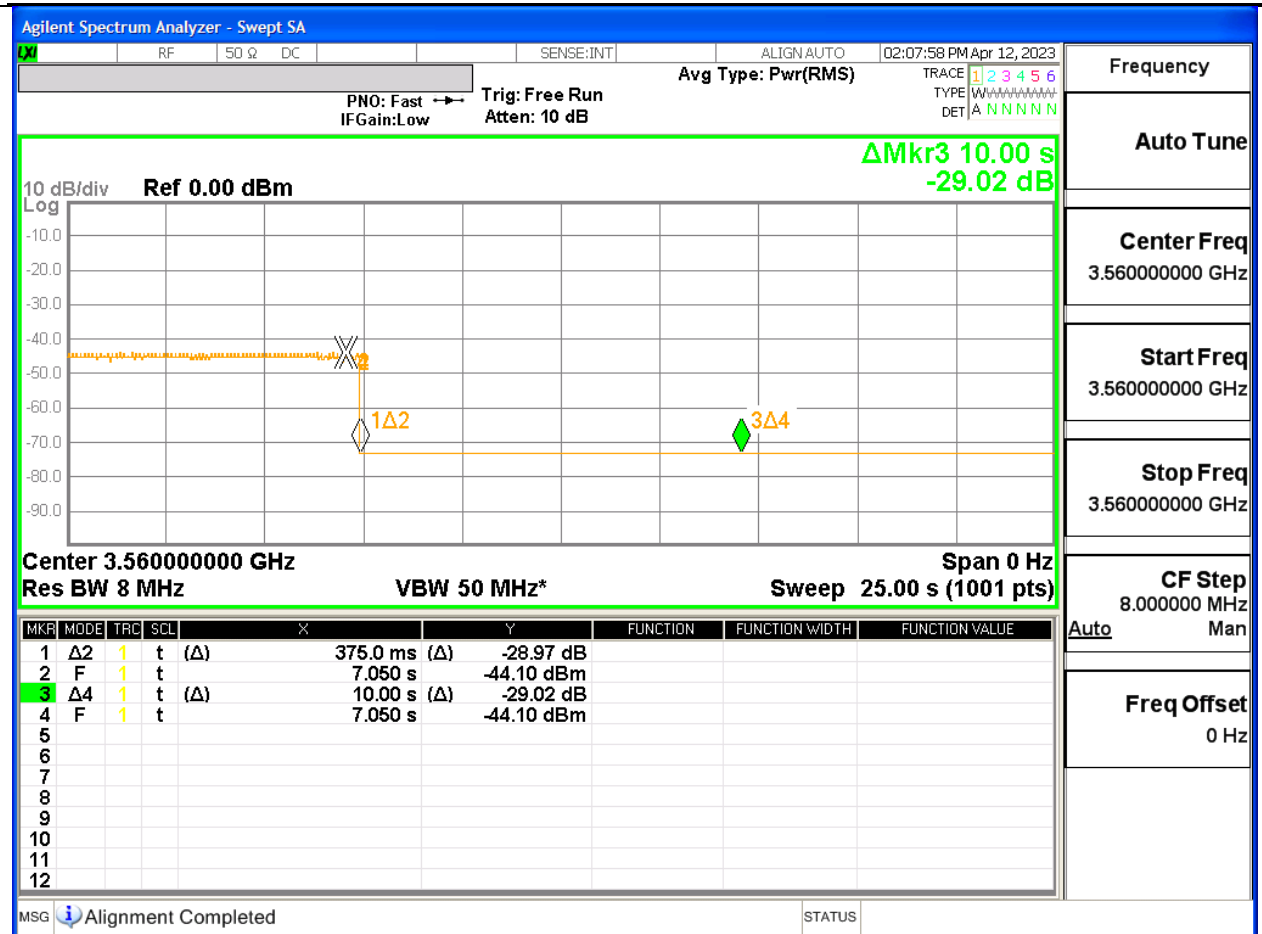 Agilent Spectrum Analyzer - Swept SA
LXI RF 50 Ω DC SENSE:INT ALIGN AUTO 02:07:58 PM Apr 12, 2023
PNO: Fast
IFGain:Low
Trig: Free Run
Atten: 10 dB
Avg Type: Pwr(RMS)
TRACE 1 2 3 4 5 6
TYPE W
DET A N N N N N
ΔMkr3 10.00 s
-29.02 dB
10 dB/div Ref 0.00 dBm
Log
-10.0
-20.0
-30.0
-40.0
-50.0
-60.0
-70.0
-80.0
-90.0
1Δ2
3Δ4
Center 3.560000000 GHz Span 0 Hz
Res BW 8 MHz VBW 50 MHz* Sweep 25.00 s (1001 pts)
MKR MODE TRC SCL X Y FUNCTION FUNCTION WIDTH FUNCTION VALUE
1 Δ2 1 t (Δ) 375.0 ms (Δ) -28.97 dB
2 F 1 t 7.050 s -44.10 dBm
3 Δ4 1 t (Δ) 10.00 s (Δ) -29.02 dB
4 F 1 t 7.050 s -44.10 dBm
5
6
7
8
9
10
11
12
MSG Alignment Completed STATUS
Frequency
Auto Tune
Center Freq
3.560000000 GHz
Start Freq
3.560000000 GHz
Stop Freq
3.560000000 GHz
CF Step
8.000000 MHz
Auto Man
Freq Offset
0 Hz